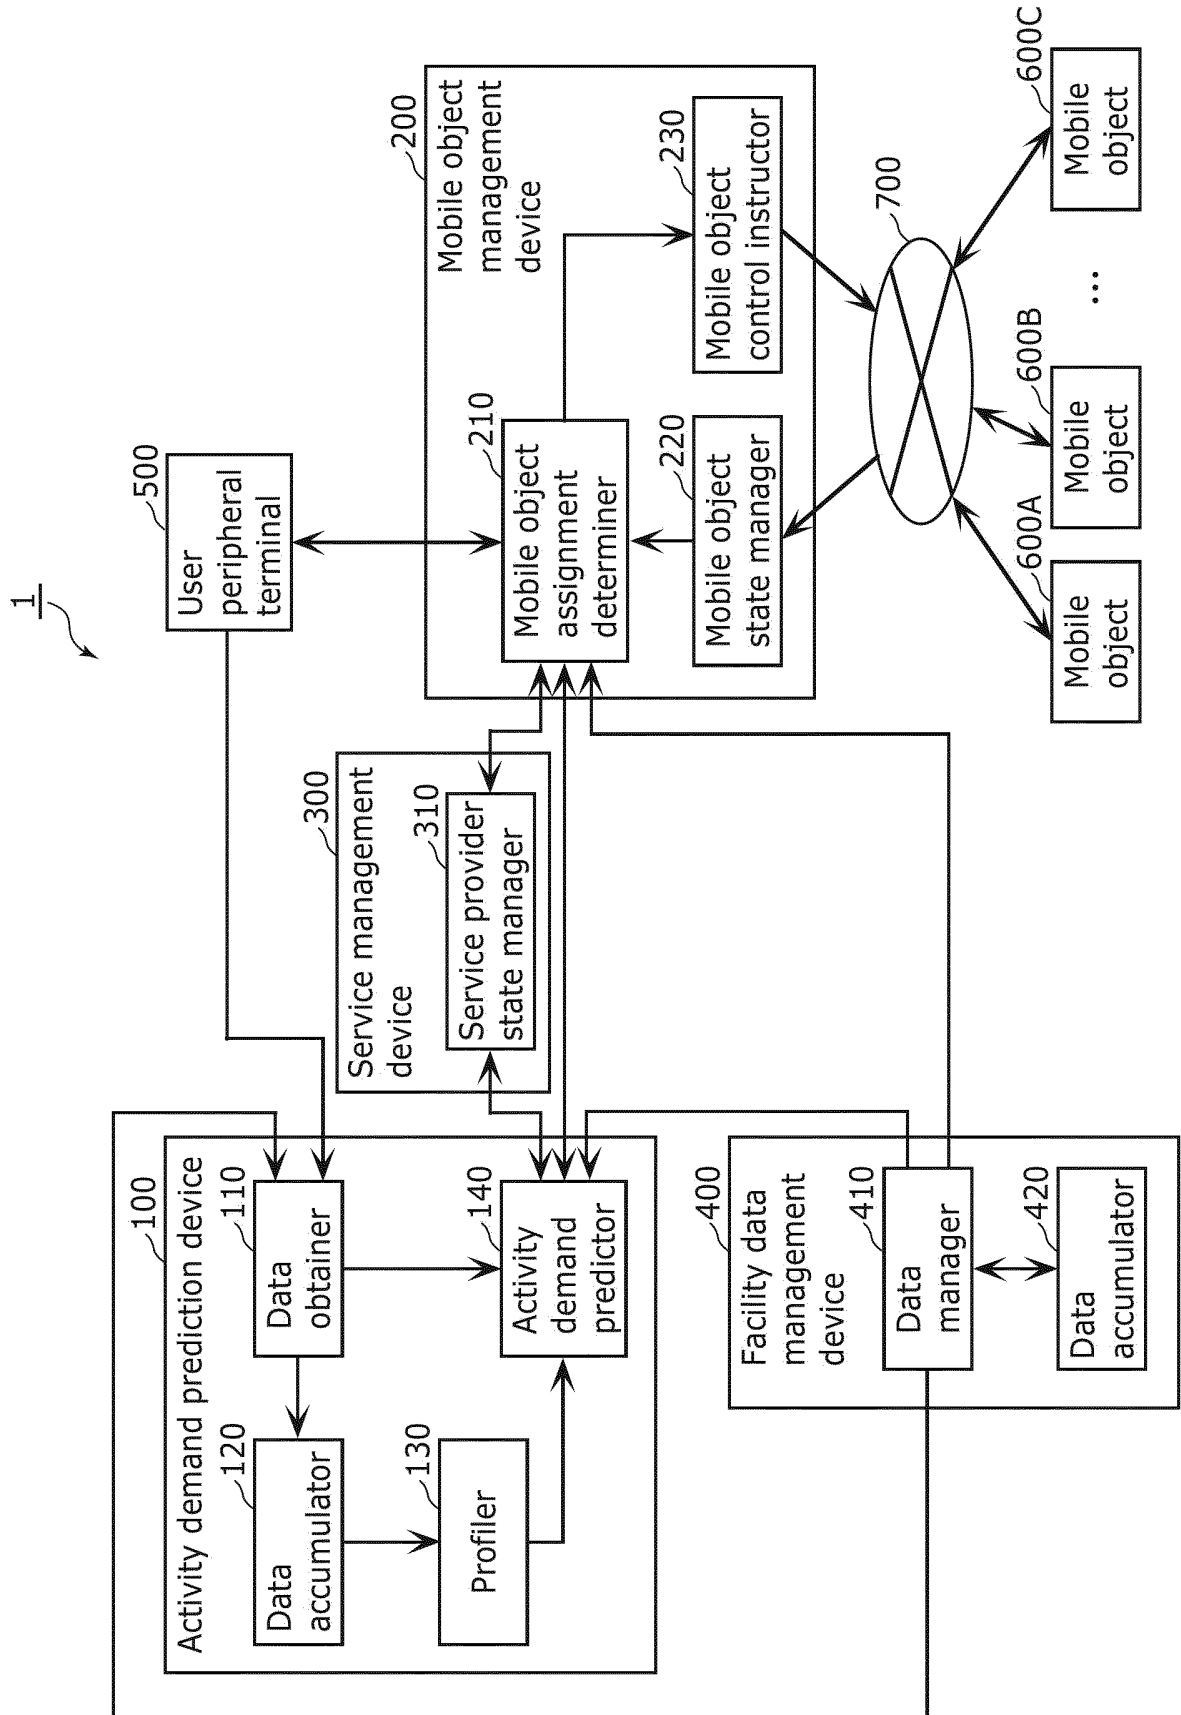 1
500
User
peripheral
terminal
100
Activity demand prediction device
120
Data
accumulator
110
Data
obtainer
130
Profiler
140
Activity
demand
predictor
300
Service management
device
310
Service provider
state manager
200
Mobile object
management
device
210
Mobile object
assignment
determiner
220
Mobile object
state manager
230
Mobile object
control instructor
400
Facility data
management
device
410
Data
manager
420
Data
accumulator
700
600A
Mobile
object
600B
Mobile
object
...
600C
Mobile
object